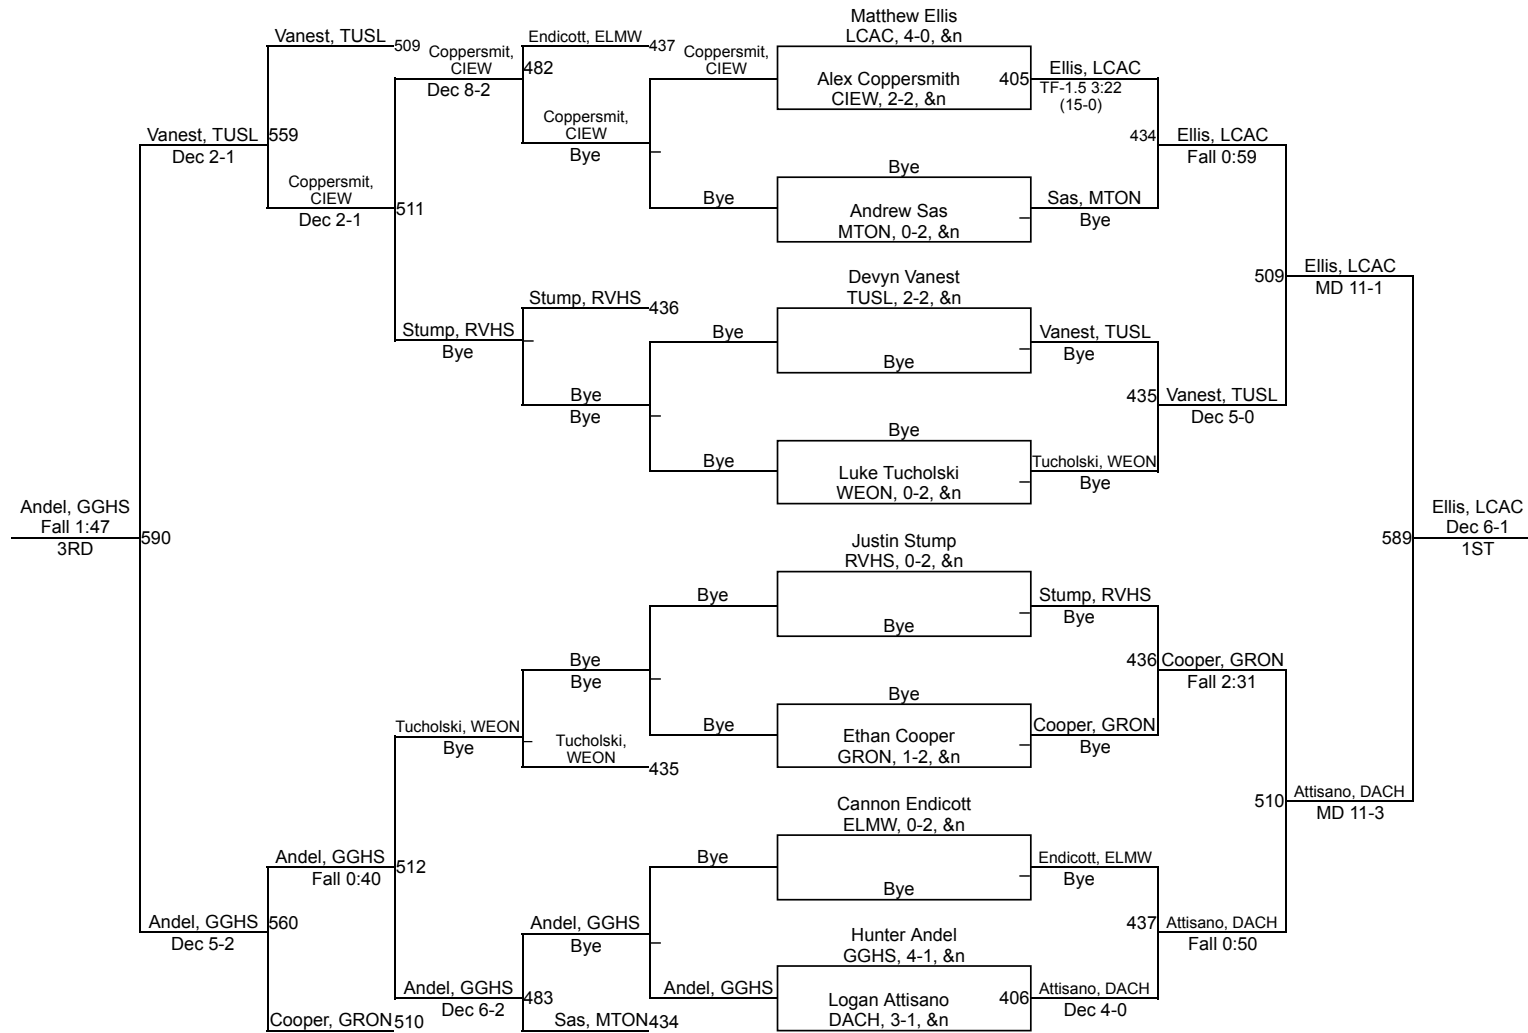 Matthew Ellis
LCAC, 4-0, &n
Alex Coppersmith
CIEW, 2-2, &n
405
Bye
Andrew Sas
MTON, 0-2, &n
Devyn Vanest
TUSL, 2-2, &n
Bye
Bye
Luke Tucholski
WEON, 0-2, &n
Justin Stump
RVHS, 0-2, &n
Bye
Bye
Ethan Cooper
GRON, 1-2, &n
Cannon Endicott
ELMW, 0-2, &n
Bye
Hunter Andel
GGHS, 4-1, &n
Logan Attisano
DACH, 3-1, &n
406
Ellis, LCAC
TF-1.5 3:22
(15-0)
434
Sas, MTON
Bye
Vanest, TUSL
Bye
435
Tucholski, WEON
Bye
Stump, RVHS
Bye
436
Cooper, GRON
Bye
Endicott, ELMW
Bye
437
Attisano, DACH
Dec 4-0
Ellis, LCAC
Fall 0:59
509
Vanest, TUSL
Dec 5-0
Cooper, GRON
Fall 2:31
510
Attisano, DACH
Fall 0:50
Ellis, LCAC
MD 11-1
589
Attisano, DACH
MD 11-3
Ellis, LCAC
Dec 6-1
1ST
Coppersmit,
CIEW
Bye
Bye
Bye
Bye
Bye
Bye
Andel, GGHS
Endicott, ELMW
437
482
Coppersmit,
CIEW
Bye
Stump, RVHS
436
Bye
Bye
Bye
Bye
Tucholski,
WEON
435
Andel, GGHS
Bye
483
Sas, MTON
434
Coppersmit,
CIEW
Dec 8-2
511
Stump, RVHS
Bye
Tucholski, WEON
Bye
512
Andel, GGHS
Dec 6-2
Vanest, TUSL
509
559
Coppersmit,
CIEW
Dec 2-1
Andel, GGHS
Fall 0:40
560
Cooper, GRON
510
Vanest, TUSL
Dec 2-1
590
Andel, GGHS
Dec 5-2
Andel, GGHS
Fall 1:47
3RD